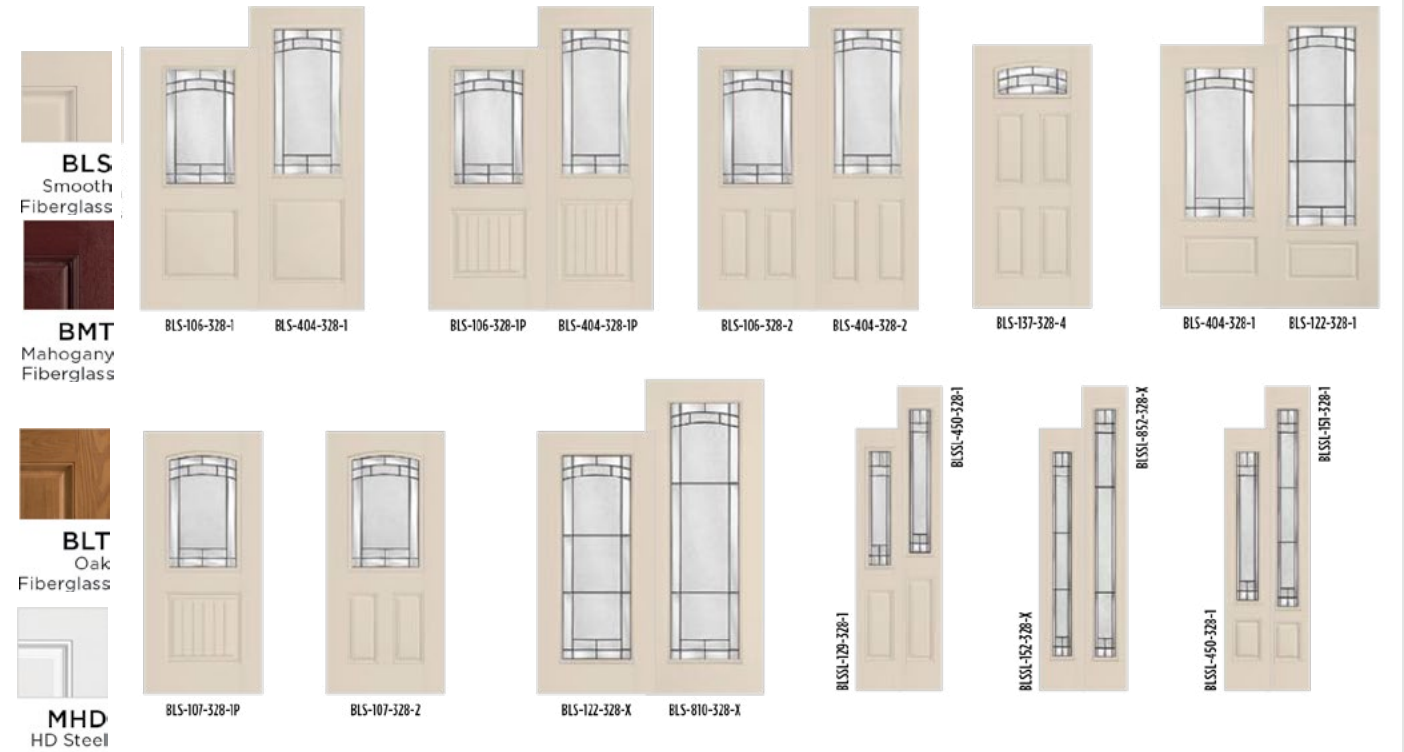 BLS
Smooth
Fiberglass
BMT
Mahogany
Fiberglass
BLT
Oak
Fiberglass
MHD
HD Steel
BLS-106-328-1
BLS-404-328-1
BLS-106-328-1P
BLS-404-328-1P
BLS-106-328-2
BLS-404-328-2
BLS-137-328-4
BLS-404-328-1
BLS-122-328-1
BLS-107-328-1P
BLS-107-328-2
BLS-122-328-X
BLS-810-328-X
BLSSL-129-328-1
BLSSL-450-328-1
BLSSL-152-328-X
BLSSL-852-328-X
BLSSL-450-328-1
BLSSL-151-328-1